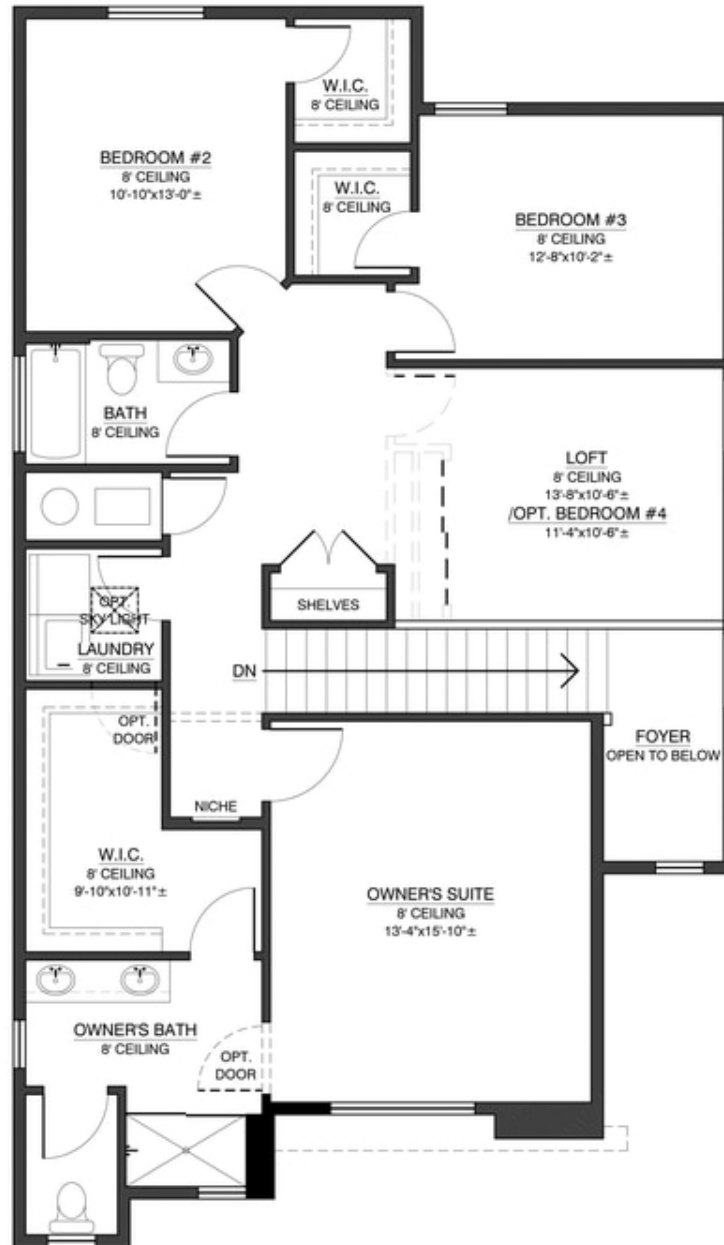 W.I.C.
8' CEILING
BEDROOM #2
8' CEILING
10'-10"x13'-0"±
W.I.C.
8' CEILING
BEDROOM #3
8' CEILING
12'-8"x10'-2"±
BATH
8' CEILING
LOFT
8' CEILING
13'-8"x10'-6"±
/OPT. BEDROOM #4
11'-4"x10'-6"±
OPT.
SKY LIGHT
SHELVES
LAUNDRY
8' CEILING
DN
OPT.
DOOR
FOYER
OPEN TO BELOW
NICHE
W.I.C.
8' CEILING
9'-10"x10'-11"±
OWNER'S SUITE
8' CEILING
13'-4"x15'-10"±
OWNER'S BATH
8' CEILING
OPT.
DOOR